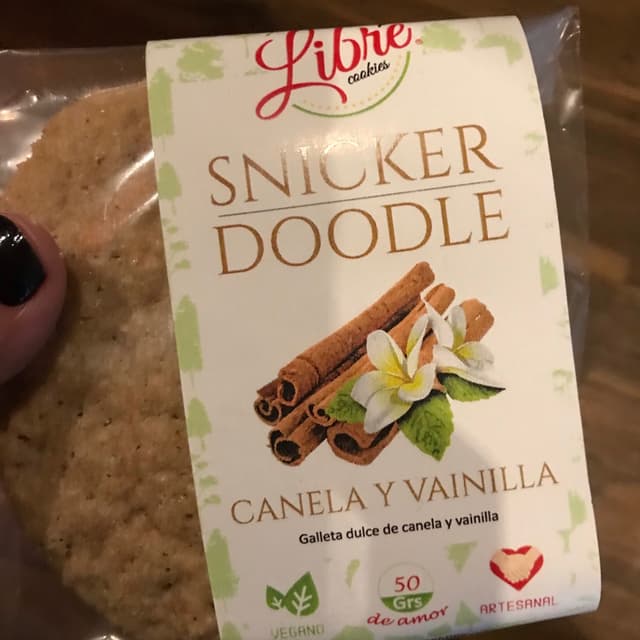 Libre
cookies
SNICKER
DOODLE
CANELA Y VAINILLA
Galleta dulce de canela y vainilla
50
Grs
de amor
VEGANO
ARTESANAL